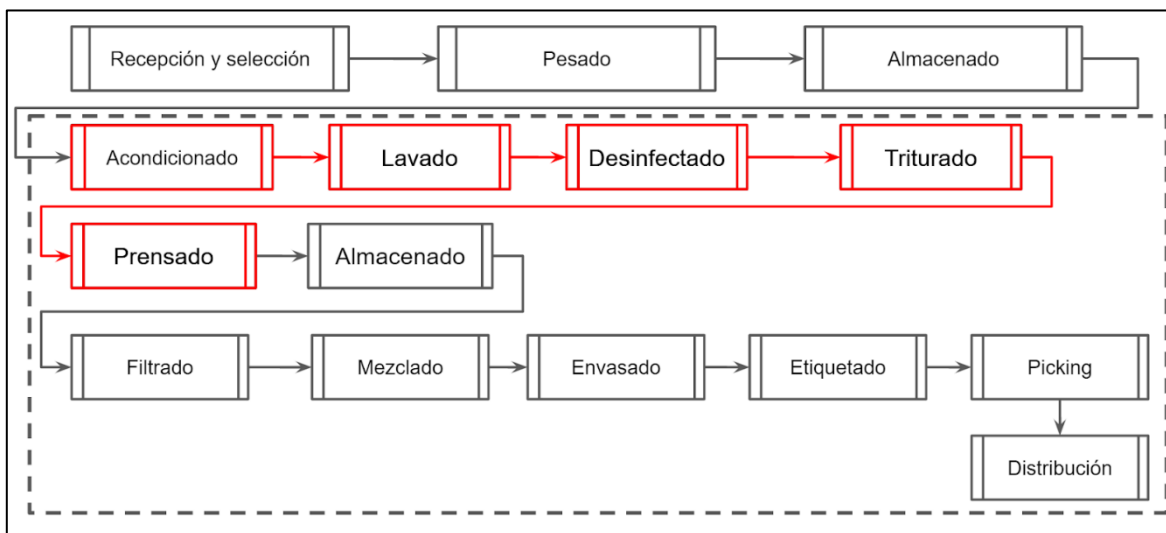 Recepción y selección
Pesado
Almacenado
Acondicionado
Lavado
Desinfectado
Triturado
Prensado
Almacenado
Filtrado
Mezclado
Envasado
Etiquetado
Picking
Distribución